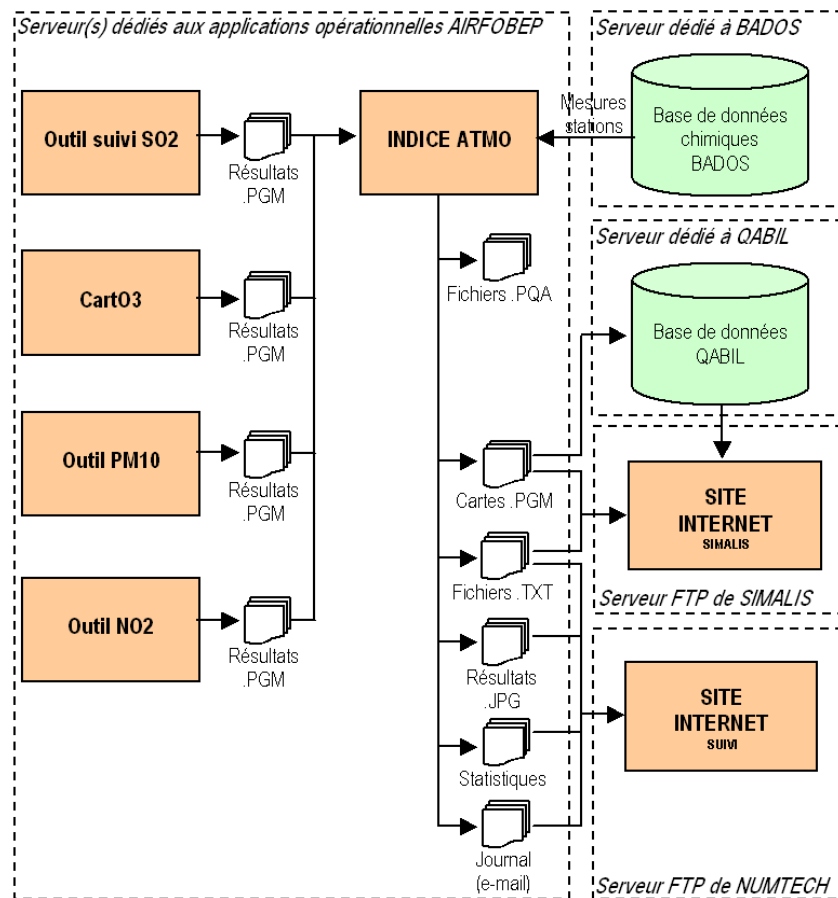 Serveur(s) dédiés aux applications opérationnelles AIRFOBEP
Outil suivi SO2
Résultats
.PGM
CartO3
Résultats
.PGM
Outil PM10
Résultats
.PGM
Outil NO2
Résultats
.PGM
INDICE ATMO
Fichiers .PQA
Cartes .PGM
Fichiers .TXT
Résultats
.JPG
Statistiques
Journal
(e-mail)
Serveur dédié à BADOS
Mesures
stations
Base de données
chimiques
BADOS
Serveur dédié à QABIL
Base de données
QABIL
SITE
INTERNET
SIMALIS
Serveur FTP de SIMALIS
SITE
INTERNET
SUIVI
Serveur FTP de NUMTECH